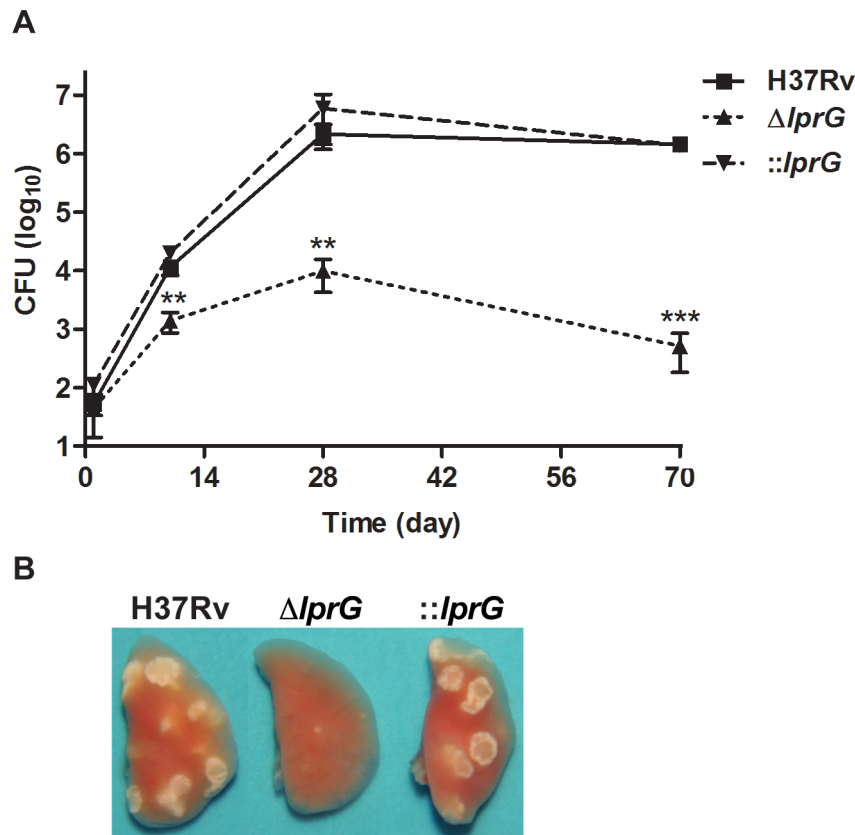 A
H37Rv
ΔlprG
::lprG
CFU (log10)
7
6
5
4
3
2
1
**
**
***
0
14
28
42
56
70
Time (day)
B
H37Rv ΔlprG ::lprG